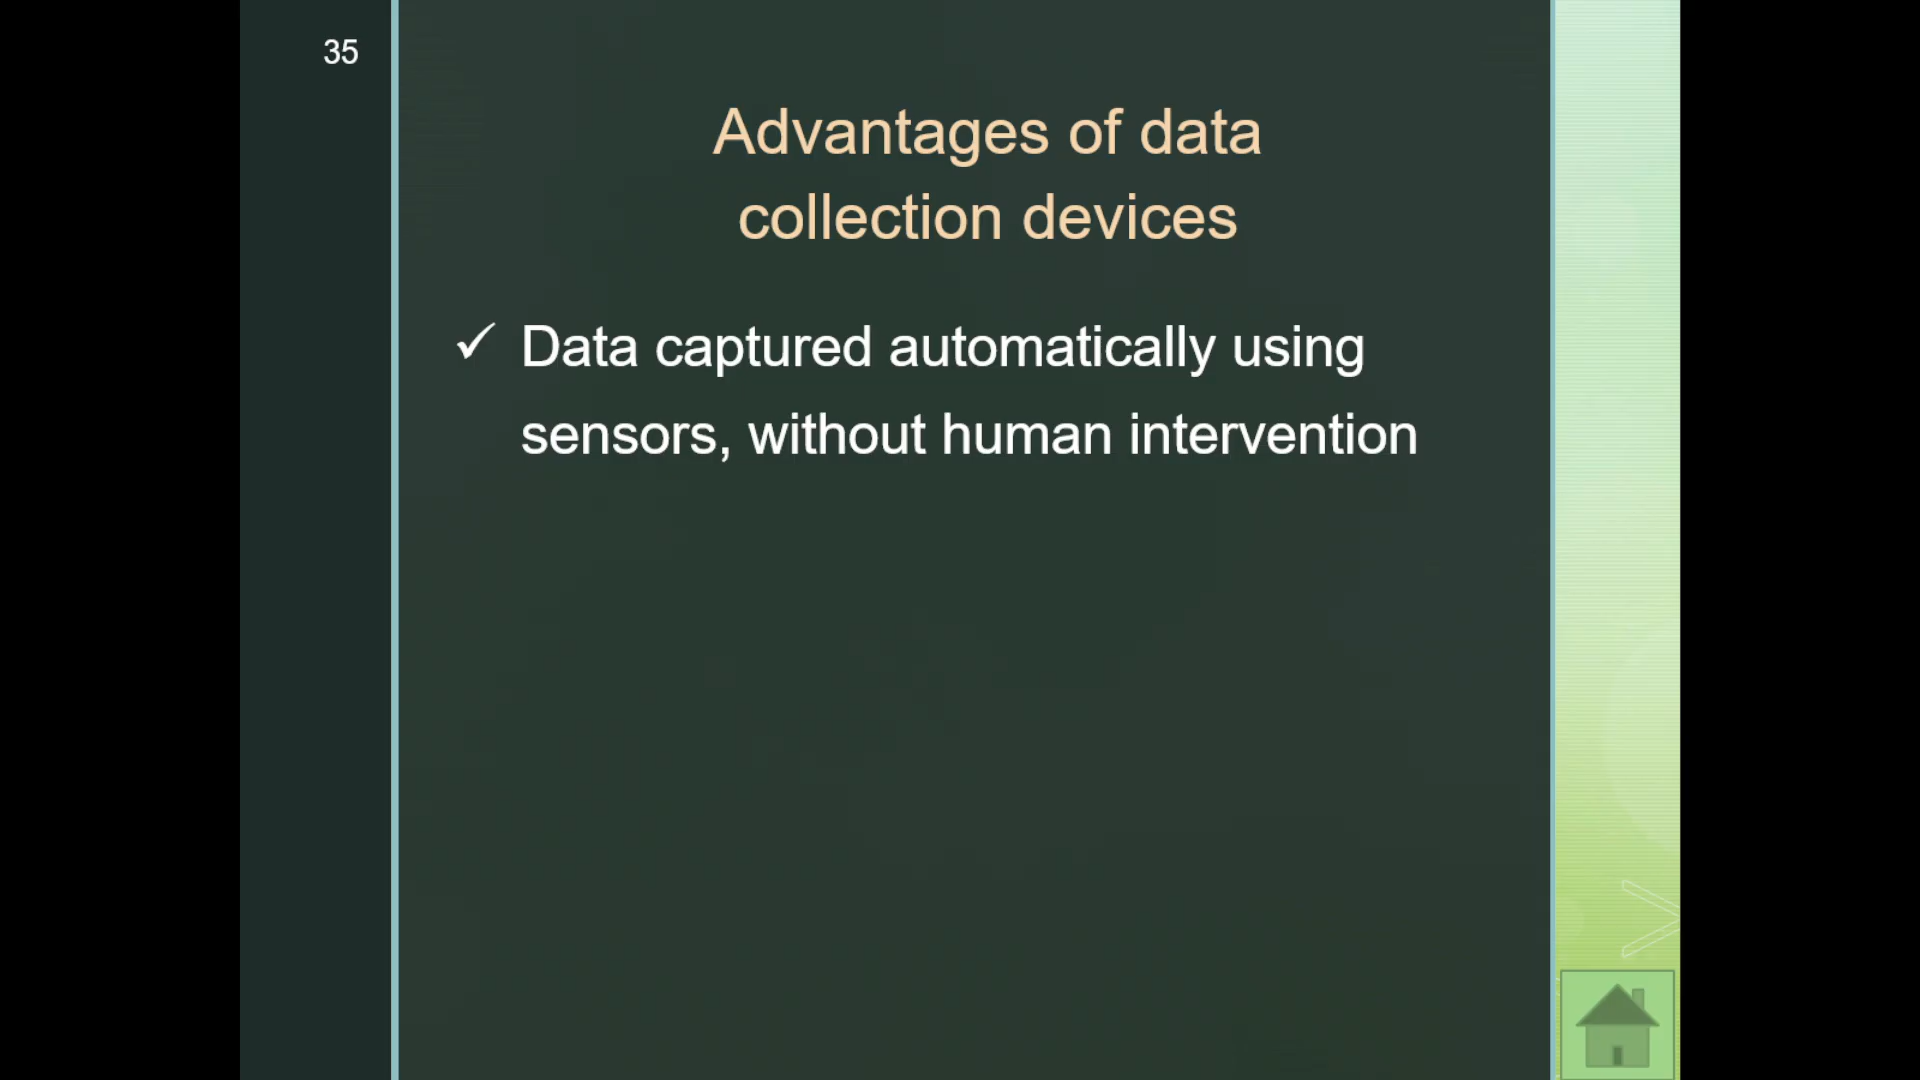 35
Advantages of data
collection devices
✓ Data captured automatically using
sensors, without human intervention